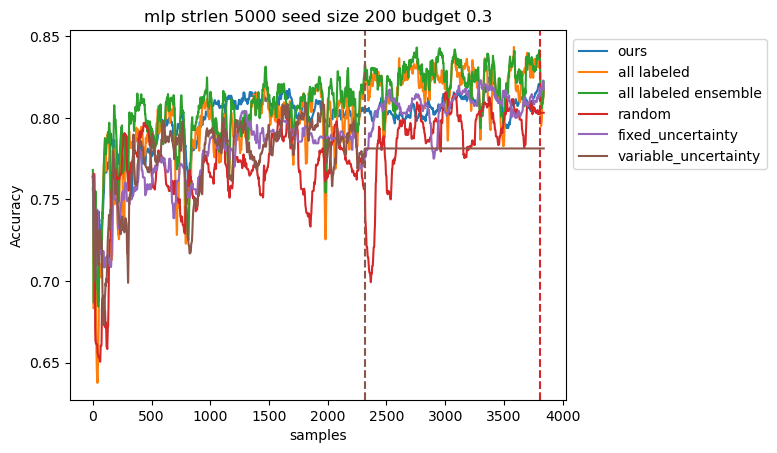 mlp strlen 5000 seed size 200 budget 0.3
0.85
0.80
0.75
0.70
0.65
Accuracy
0
500
1000
1500
2000
2500
3000
3500
4000
samples
ours
all labeled
all labeled ensemble
random
fixed_uncertainty
variable_uncertainty